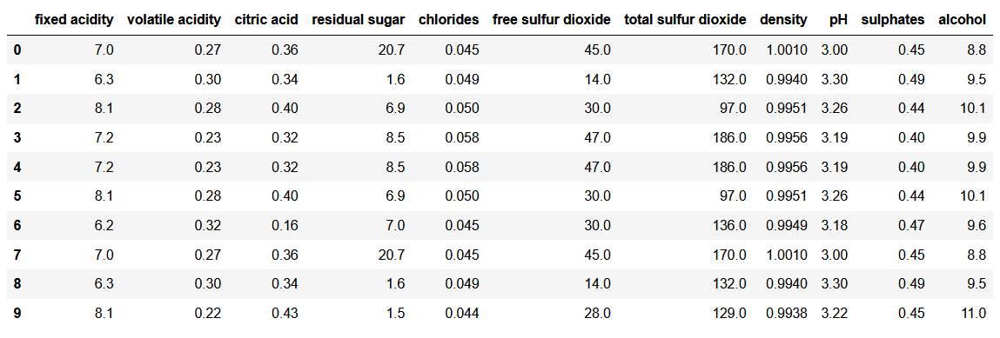 fixed acidity volatile acidity citric acid residual sugar chlorides free sulfur dioxide total sulfur dioxide density pH sulphates alcohol
0 7.0 0.27 0.36 20.7 0.045 45.0 170.0 1.0010 3.00 0.45 8.8
1 6.3 0.30 0.34 1.6 0.049 14.0 132.0 0.9940 3.30 0.49 9.5
2 8.1 0.28 0.40 6.9 0.050 30.0 97.0 0.9951 3.26 0.44 10.1
3 7.2 0.23 0.32 8.5 0.058 47.0 186.0 0.9956 3.19 0.40 9.9
4 7.2 0.23 0.32 8.5 0.058 47.0 186.0 0.9956 3.19 0.40 9.9
5 8.1 0.28 0.40 6.9 0.050 30.0 97.0 0.9951 3.26 0.44 10.1
6 6.2 0.32 0.16 7.0 0.045 30.0 136.0 0.9949 3.18 0.47 9.6
7 7.0 0.27 0.36 20.7 0.045 45.0 170.0 1.0010 3.00 0.45 8.8
8 6.3 0.30 0.34 1.6 0.049 14.0 132.0 0.9940 3.30 0.49 9.5
9 8.1 0.22 0.43 1.5 0.044 28.0 129.0 0.9938 3.22 0.45 11.0